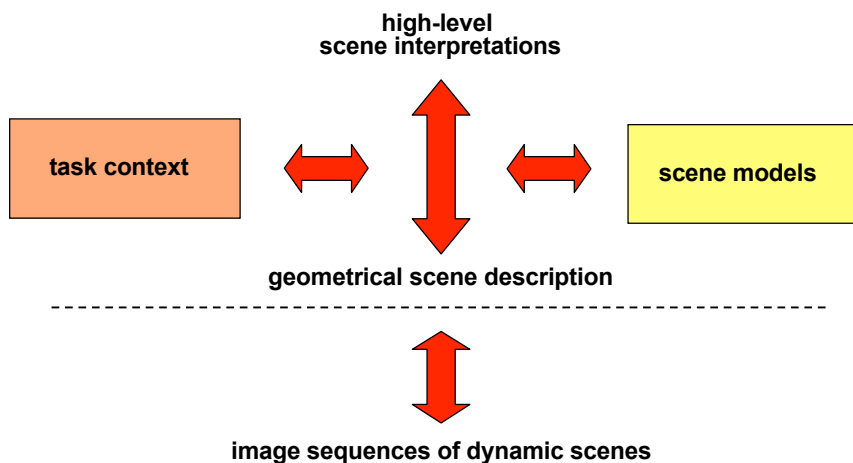 high-level
scene interpretations
task context
scene models
geometrical scene description
image sequences of dynamic scenes